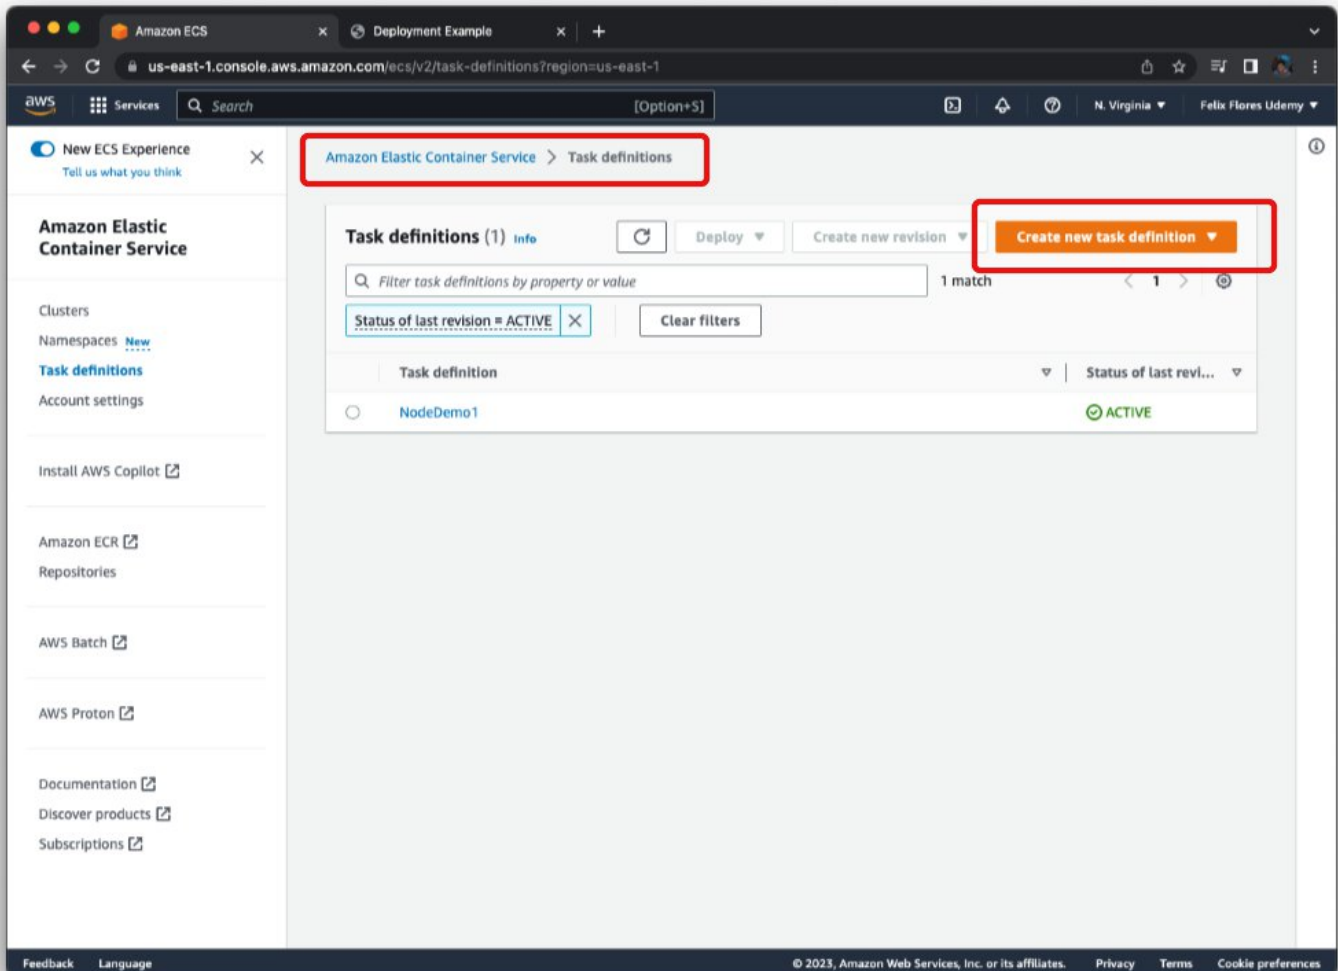 Amazon ECS
Deployment Example
us-east-1.console.aws.amazon.com/ecs/v2/task-definitions?region=us-east-1
aws Services Search [Option+S] N. Virginia Felix Flores Udemy
New ECS Experience
Tell us what you think
Amazon Elastic Container Service > Task definitions
Amazon Elastic
Container Service
Clusters
Namespaces New
Task definitions
Account settings
Install AWS Copilot
Amazon ECR
Repositories
AWS Batch
AWS Proton
Documentation
Discover products
Subscriptions
Task definitions (1) Info Deploy Create new revision Create new task definition
Filter task definitions by property or value 1 match 1
Status of last revision = ACTIVE Clear filters
Task definition Status of last revi...
NodeDemo1 ACTIVE
Feedback Language © 2023, Amazon Web Services, Inc. or its affiliates. Privacy Terms Cookie preferences